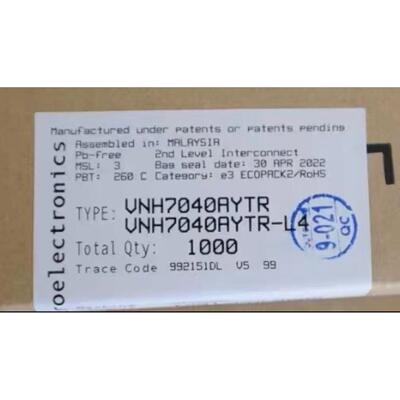 Manufactured under patents or patents pending
Assembled in: MALAYSIA
Pb-free 2nd Level Interconnect
MSL: 3 Bag seal date: 30 APR 2022
PBT: 260 C Category: e3 ECOPACK2/RoHS
TYPE: VNH7040AYTR
VNH7040AYTR-L4
Total Qty: 1000
Trace Code 992151DL V5 99
roelectronics
9-021
QC